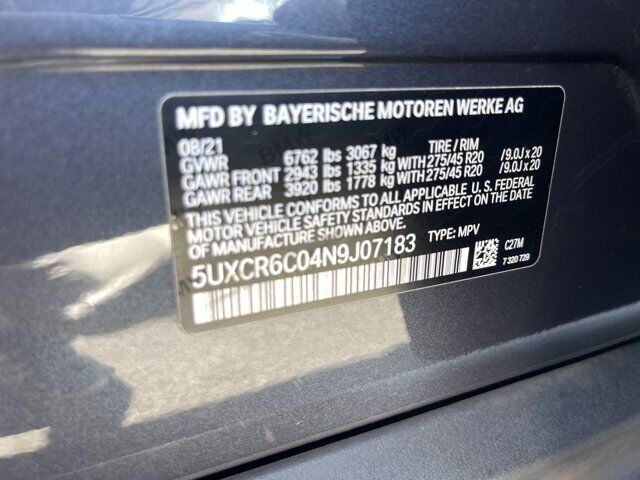 MFD BY BAYERISCHE MOTOREN WERKE AG
08/21 TIRE / RIM
GVWR 6762 lbs 3067 kg
GAWR FRONT 2943 lbs 1335 kg WITH 275/45 R20 /9.0J x 20
GAWR REAR 3920 lbs 1778 kg WITH 275/45 R20 /9.0J x 20
THIS VEHICLE CONFORMS TO ALL APPLICABLE U. S. FEDERAL
MOTOR VEHICLE SAFETY STANDARDS IN EFFECT ON THE DATE
OF MANUFACTURE SHOWN ABOVE.
5UXCR6C04N9J07183 TYPE: MPV
C27M
7 320 729